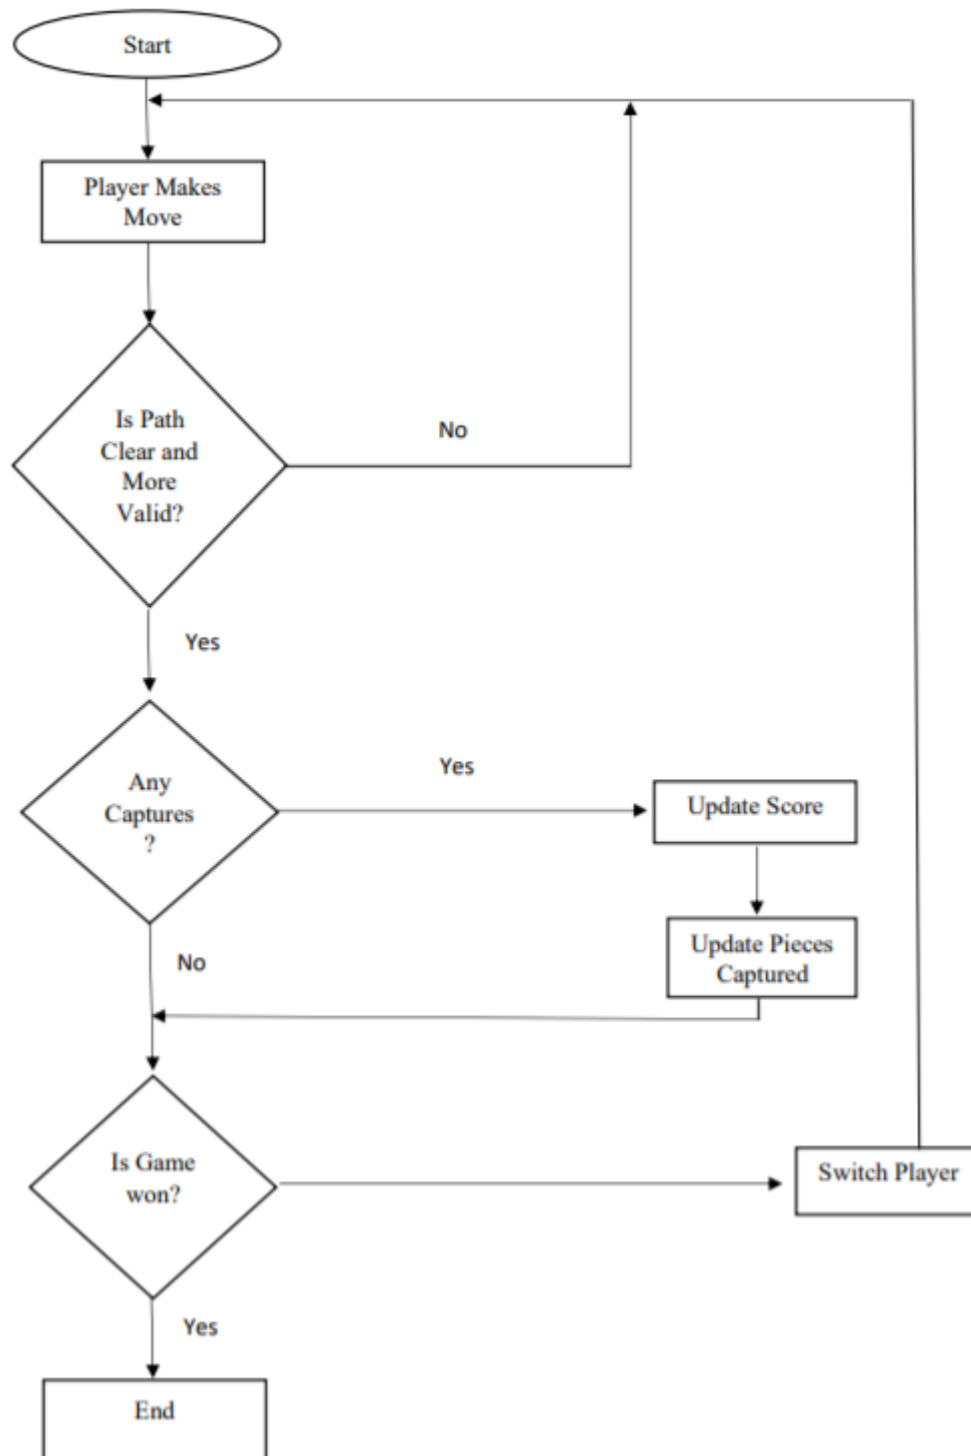 Start
Player Makes
Move
Is Path
Clear and
More
Valid?
No
Yes
Any
Captures
?
Yes
Update Score
Update Pieces
Captured
No
Is Game
won?
Switch Player
Yes
End